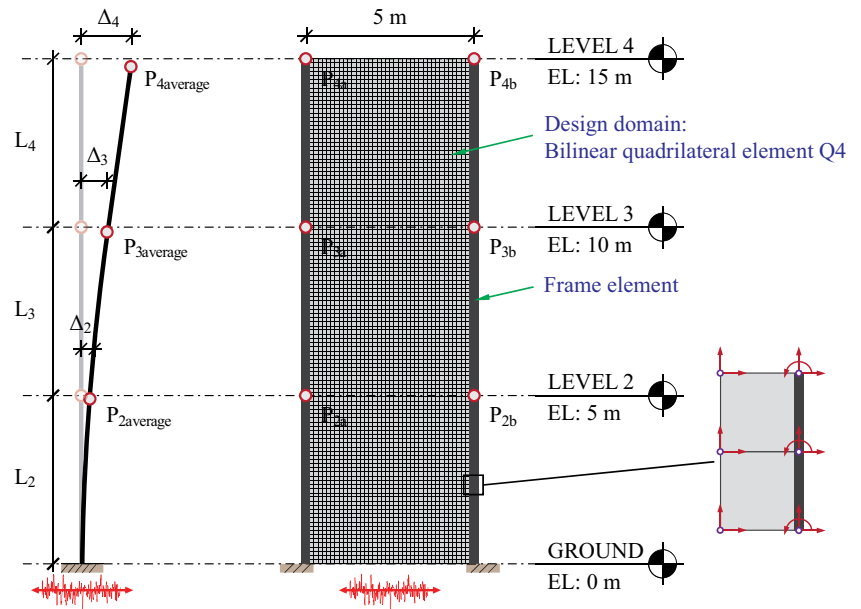 Δ4
5 m
LEVEL 4
EL: 15 m
P4average
P4a
P4b
Design domain:
Bilinear quadrilateral element Q4
L4
Δ3
LEVEL 3
EL: 10 m
P3average
P3a
P3b
Frame element
L3
Δ2
LEVEL 2
EL: 5 m
P2average
P2a
P2b
L2
GROUND
EL: 0 m